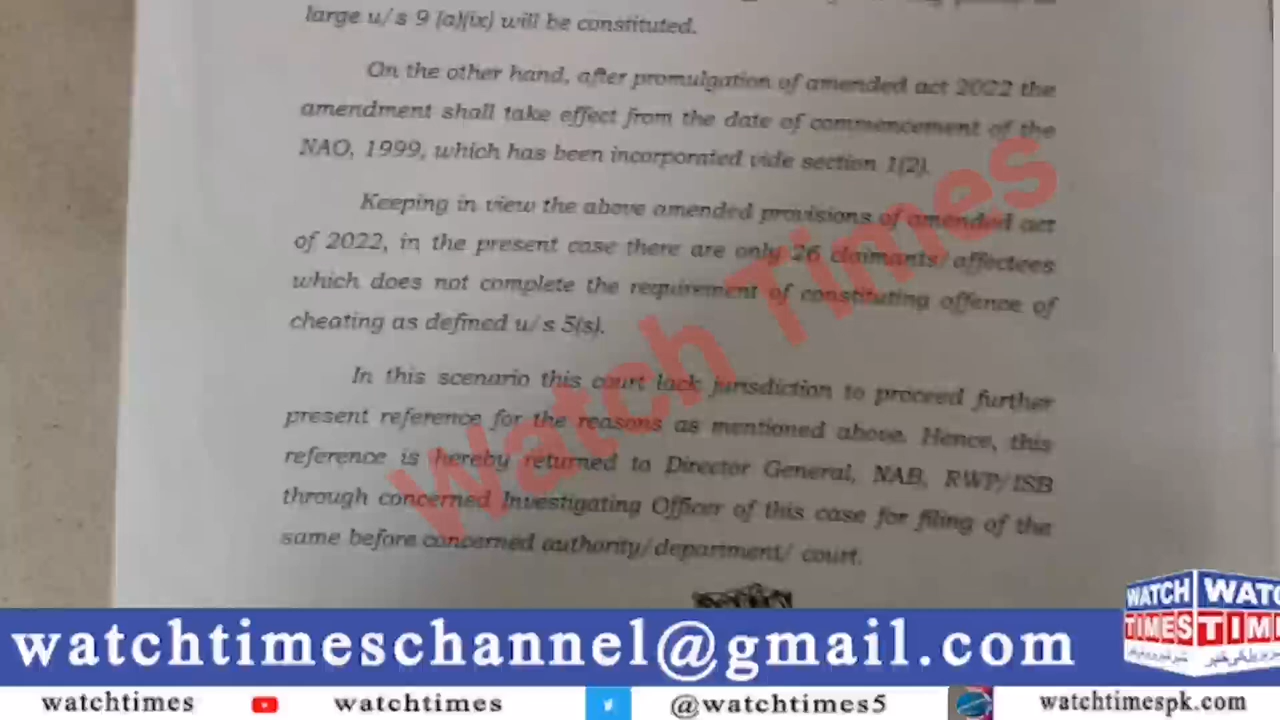 large u/s 9 (a)(ix) will be constituted.
On the other hand, after promulgation of amended act 2022 the
amendment shall take effect from the date of commencement of the
NAO, 1999, which has been incorporated vide section 1(2).
Keeping in view the above amended provisions of amended act
of 2022, in the present case there are only 26 claimants/affectees
which does not complete the requirement of constituting offence of
cheating as defined u/s 5(s).
In this scenario this court lack jurisdiction to proceed further
present reference for the reasons as mentioned above. Hence, this
reference is hereby returned to Director General, NAB, RWP/ISB
through concerned Investigating Officer of this case for filing of the
same before concerned authority/department/ court.
Watch Times
WATCH WATC
TIMES TIM
watchtimeschannel@gmail.com
watchtimes watchtimes @watchtimes5 watchtimespk.com